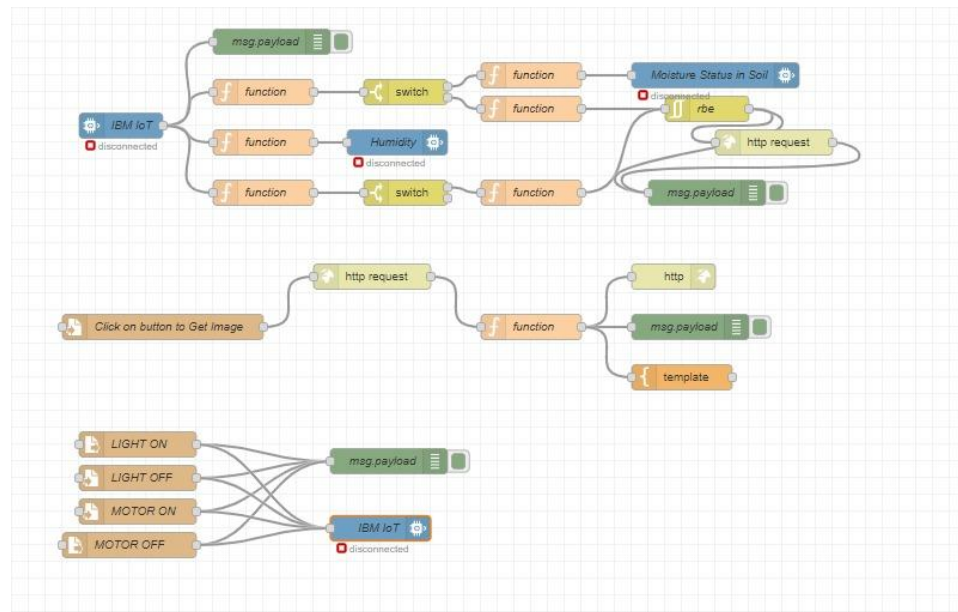 msg.payload
function
Moisture Status in Soil
disconnected
function
switch
function
rbe
IBM IoT
disconnected
function
Humidity
disconnected
http request
function
switch
function
msg.payload
http request
http
Click on button to Get Image
function
msg.payload
template
LIGHT ON
msg.payload
LIGHT OFF
MOTOR ON
IBM IoT
disconnected
MOTOR OFF